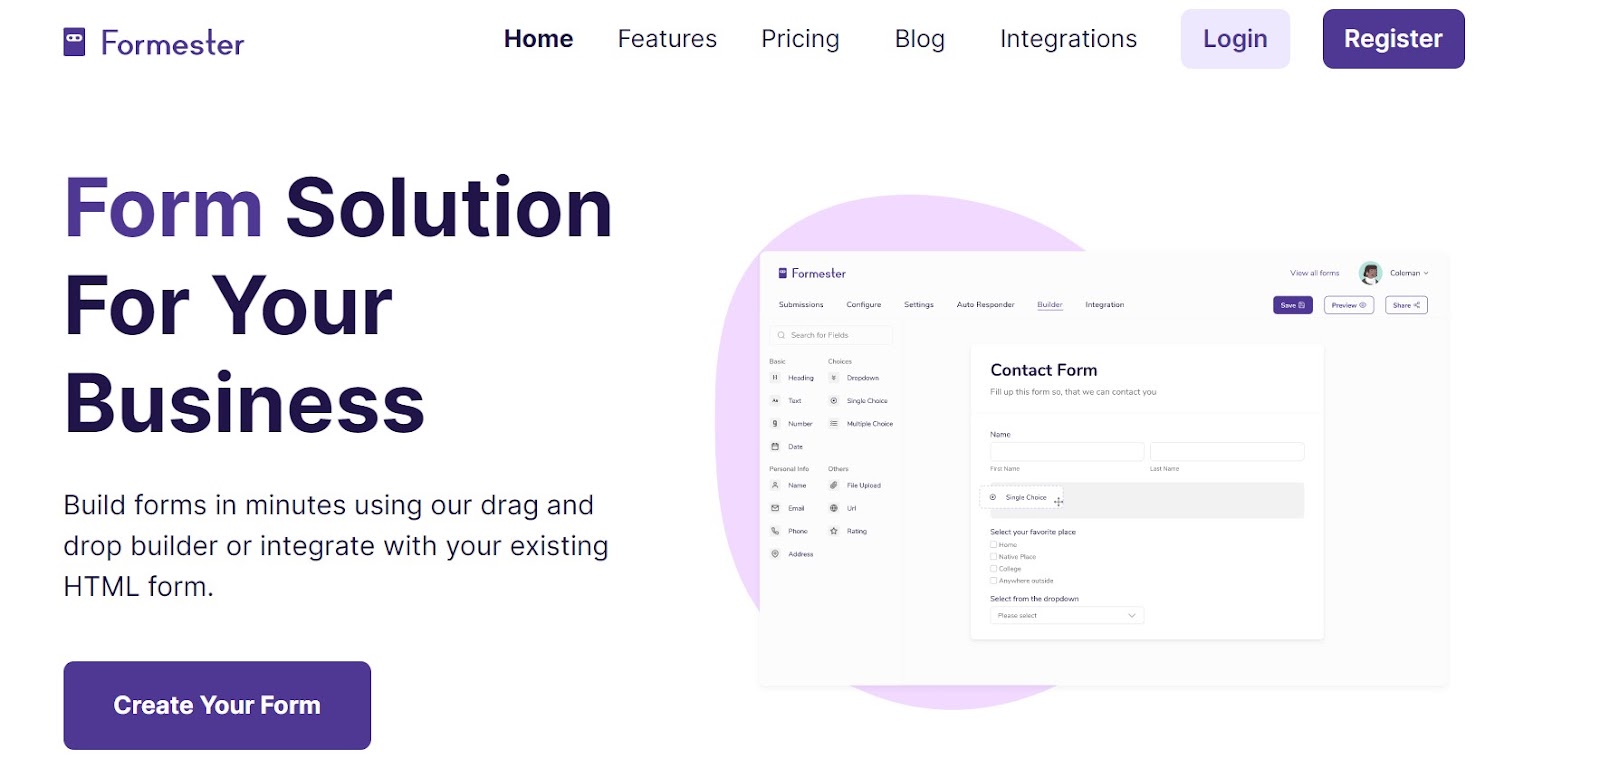 Formester
Home Features Pricing Blog Integrations Login Register
Form Solution
For Your
Business
Build forms in minutes using our drag and
drop builder or integrate with your existing
HTML form.
Create Your Form
Formester
View all forms Coleman
Submissions Configure Settings Auto Responder Builder Integration Save Preview Share
Search for Fields
Basic Choices
Heading Dropdown
Aa Text Single Choice
Number Multiple Choice
Date
Personal Info Others
Name File Upload
Email Url
Phone Rating
Address
Contact Form
Fill up this form so, that we can contact you
Name
First Name Last Name
Single Choice
Select your favorite place
Home
Native Place
College
Anywhere outside
Select from the dropdown
Please select